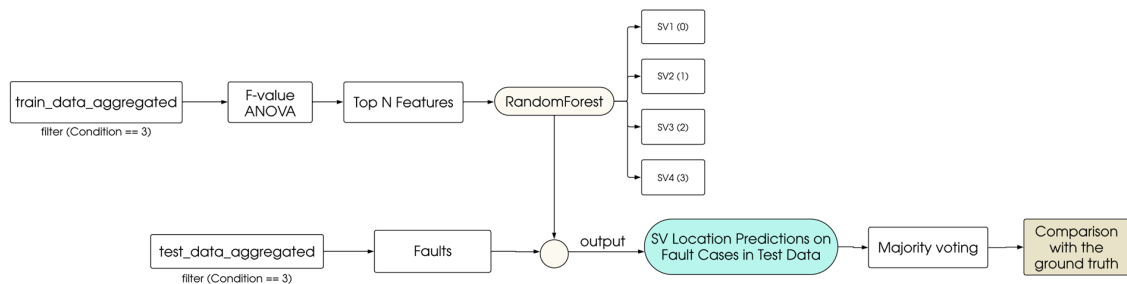 SV1 (0)
SV2 (1)
train_data_aggregated
F-value
ANOVA
Top N Features
RandomForest
filter (Condition == 3)
SV3 (2)
SV4 (3)
test_data_aggregated
Faults
output
SV Location Predictions on
Fault Cases in Test Data
Majority voting
Comparison
with the
ground truth
filter (Condition == 3)